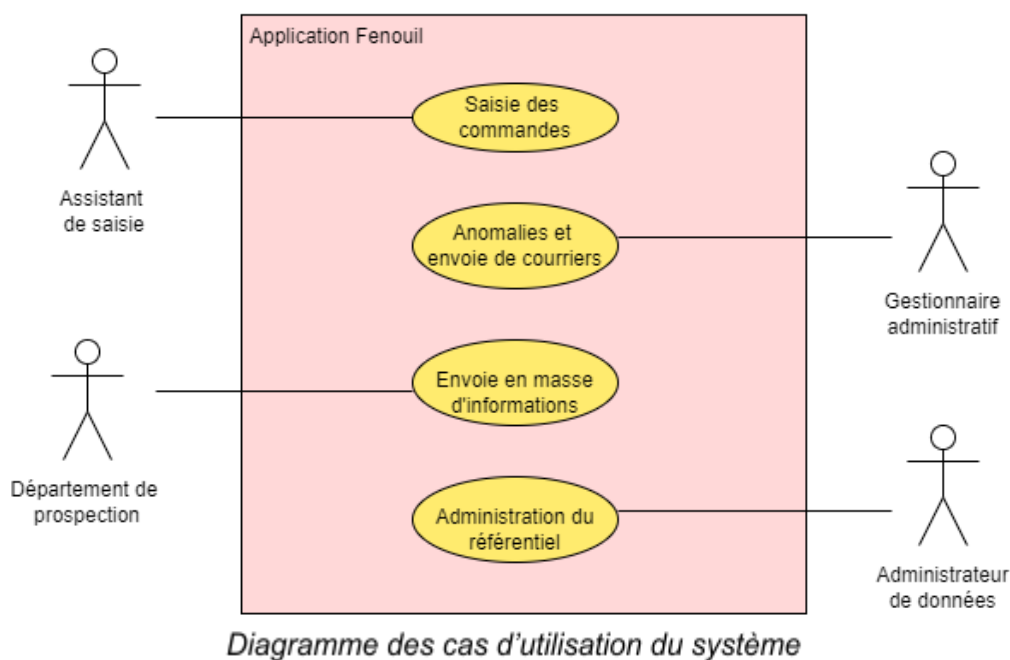 Application Fenouil
Saisie des
commandes
Assistant
de saisie
Anomalies et
envoie de courriers
Gestionnaire
administratif
Envoie en masse
d'informations
Département de
prospection
Administration du
référentiel
Administrateur
de données
Diagramme des cas d'utilisation du système